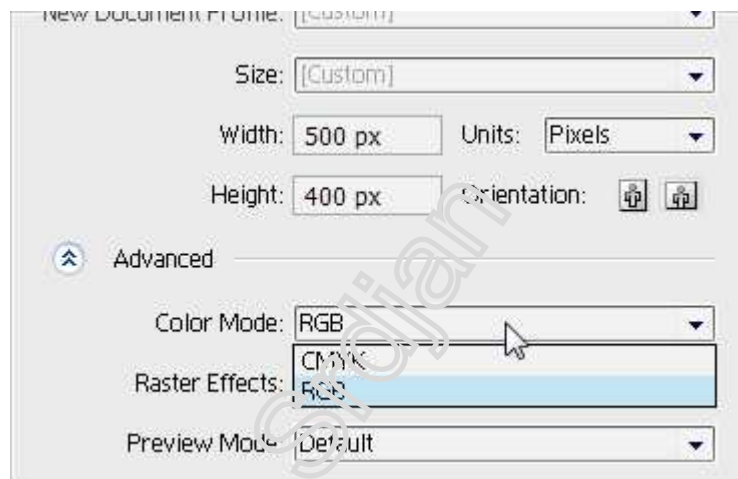 New Document Profile: [Custom]
Size: [Custom]
Width: 500 px Units: Pixels
Height: 400 px Orientation:
Advanced
Color Mode: RGB
CMYK
Raster Effects: RGB
Preview Mode: Default
Srdjan